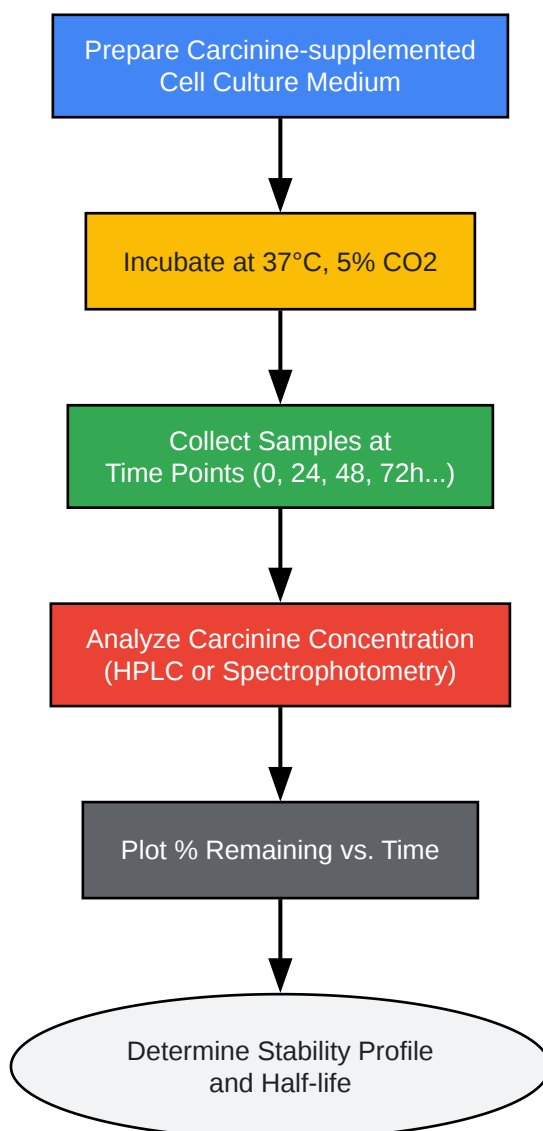 Prepare Carcinine-supplemented
Cell Culture Medium
Incubate at 37°C, 5% CO2
Collect Samples at
Time Points (0, 24, 48, 72h...)
Analyze Carcinine Concentration
(HPLC or Spectrophotometry)
Plot % Remaining vs. Time
Determine Stability Profile
and Half-life